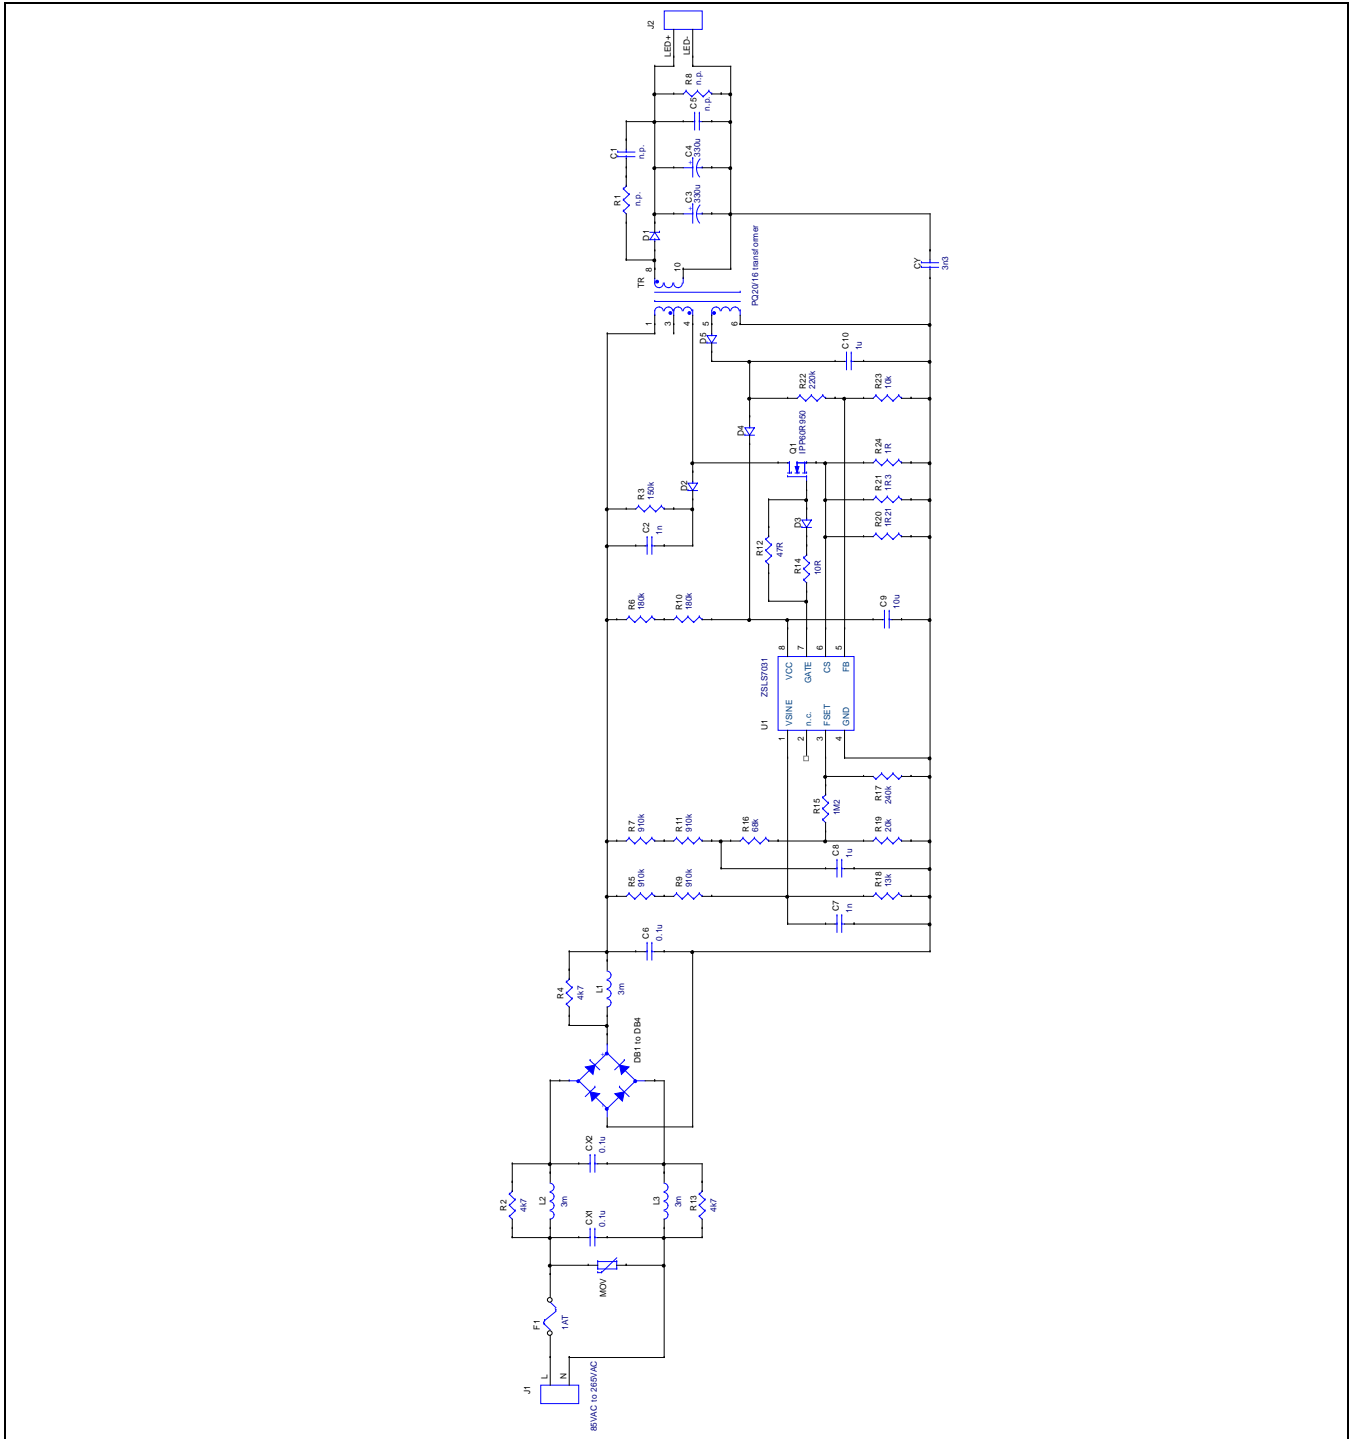 J2
LED+
LED-
R8
n.p.
C5
n.p.
C4
330u
C3
330u
C1
n.p.
R1
n.p.
D1
TR
8
10
PQ20/16 transformer
1
3
4
5
6
CY
3n3
D5
C10
1u
R22
220k
R23
10k
D4
Q1
IPP60R950
R24
1R
R21
1R3
R20
1R21
D2
R3
150k
C2
1n
R12
47R
D3
R14
10R
R6
180k
R10
180k
C9
10u
U1
ZSLS7031
8
VCC
7
GATE
6
CS
5
FB
VSINE
1
n.c.
2
FSET
3
GND
4
R17
240k
R15
1M2
R7
910k
R11
910k
R16
68k
R19
20k
C8
1u
R5
910k
R9
910k
R18
13k
C7
1n
C6
0.1u
R4
4k7
L1
3m
DB1 to DB4
+
CX2
0.1u
R2
4k7
L2
3m
L3
3m
R13
4k7
CX1
0.1u
MOV
F1
1AT
L
N
J1
85VAC to 265VAC